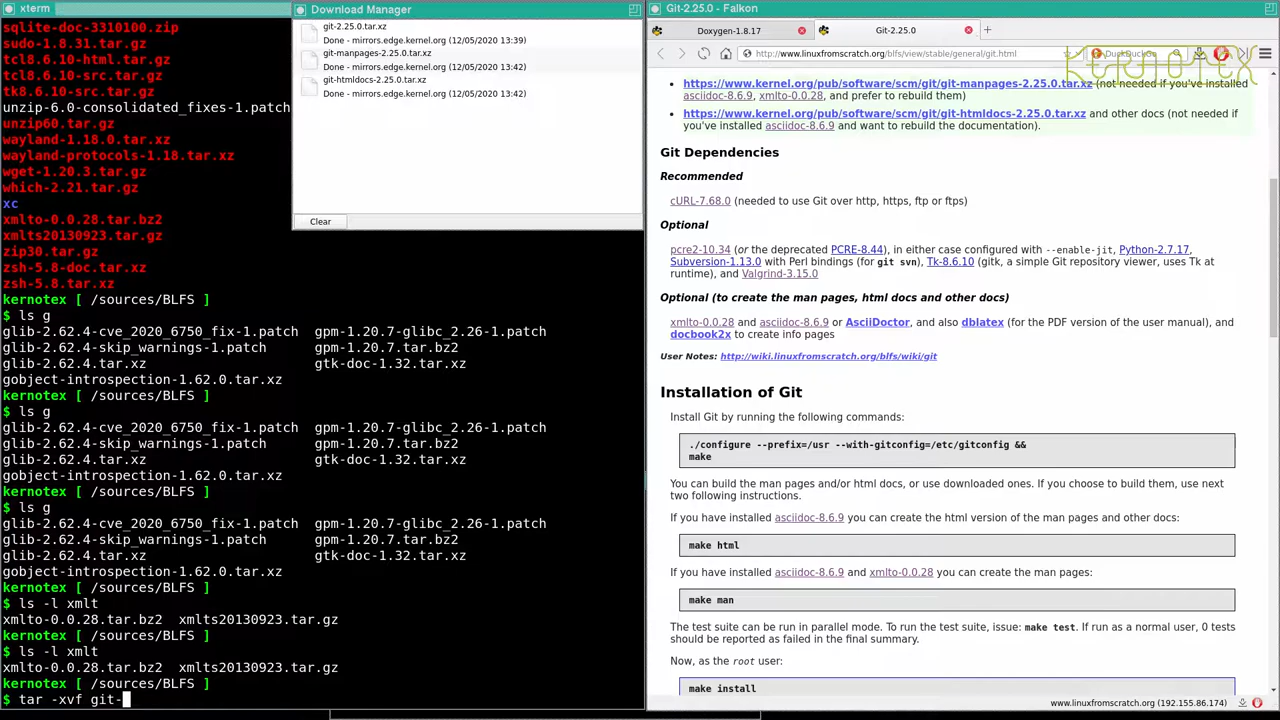 xterm
sqlite-doc-3310100.zip
sudo-1.8.31.tar.gz
tcl8.6.10-html.tar.gz
tcl8.6.10-src.tar.gz
tk8.6.10-src.tar.gz
unzip-6.0-consolidated_fixes-1.patch
unzip60.tar.gz
wayland-1.18.0.tar.xz
wayland-protocols-1.18.tar.xz
wget-1.20.3.tar.gz
which-2.21.tar.gz
xc
xmlto-0.0.28.tar.bz2
xmlts20130923.tar.gz
zip30.tar.gz
zsh-5.8-doc.tar.xz
zsh-5.8.tar.xz
kernotex [ /sources/BLFS ]
$ ls g
glib-2.62.4-cve_2020_6750_fix-1.patch gpm-1.20.7-glibc_2.26-1.patch
glib-2.62.4-skip_warnings-1.patch gpm-1.20.7.tar.bz2
glib-2.62.4.tar.xz gtk-doc-1.32.tar.xz
gobject-introspection-1.62.0.tar.xz
kernotex [ /sources/BLFS ]
$ ls g
glib-2.62.4-cve_2020_6750_fix-1.patch gpm-1.20.7-glibc_2.26-1.patch
glib-2.62.4-skip_warnings-1.patch gpm-1.20.7.tar.bz2
glib-2.62.4.tar.xz gtk-doc-1.32.tar.xz
gobject-introspection-1.62.0.tar.xz
kernotex [ /sources/BLFS ]
$ ls g
glib-2.62.4-cve_2020_6750_fix-1.patch gpm-1.20.7-glibc_2.26-1.patch
glib-2.62.4-skip_warnings-1.patch gpm-1.20.7.tar.bz2
glib-2.62.4.tar.xz gtk-doc-1.32.tar.xz
gobject-introspection-1.62.0.tar.xz
kernotex [ /sources/BLFS ]
$ ls -l xmlt
xmlto-0.0.28.tar.bz2 xmlts20130923.tar.gz
kernotex [ /sources/BLFS ]
$ ls -l xmlt
xmlto-0.0.28.tar.bz2 xmlts20130923.tar.gz
kernotex [ /sources/BLFS ]
$ tar -xvf git-
Download Manager
git-2.25.0.tar.xz
Done - mirrors.edge.kernel.org (12/05/2020 13:39)
git-manpages-2.25.0.tar.xz
Done - mirrors.edge.kernel.org (12/05/2020 13:42)
git-htmldocs-2.25.0.tar.xz
Done - mirrors.edge.kernel.org (12/05/2020 13:42)
Clear
Git-2.25.0 - Falkon
Doxygen-1.8.17
Git-2.25.0
http://www.linuxfromscratch.org/blfs/view/stable/general/git.html
DuckDuckGo
KERNOTEX
https://www.kernel.org/pub/software/scm/git/git-manpages-2.25.0.tar.xz (not needed if you've installed
asciidoc-8.6.9, xmlto-0.0.28, and prefer to rebuild them)
https://www.kernel.org/pub/software/scm/git/git-htmldocs-2.25.0.tar.xz and other docs (not needed if
you've installed asciidoc-8.6.9 and want to rebuild the documentation).
Git Dependencies
Recommended
cURL-7.68.0 (needed to use Git over http, https, ftp or ftps)
Optional
pcre2-10.34 (or the deprecated PCRE-8.44), in either case configured with --enable-jit, Python-2.7.17,
Subversion-1.13.0 with Perl bindings (for git svn), Tk-8.6.10 (gitk, a simple Git repository viewer, uses Tk at
runtime), and Valgrind-3.15.0
Optional (to create the man pages, html docs and other docs)
xmlto-0.0.28 and asciidoc-8.6.9 or AsciiDoctor, and also dblatex (for the PDF version of the user manual), and
docbook2x to create info pages
User Notes: http://wiki.linuxfromscratch.org/blfs/wiki/git
Installation of Git
Install Git by running the following commands:
./configure --prefix=/usr --with-gitconfig=/etc/gitconfig &&
make
You can build the man pages and/or html docs, or use downloaded ones. If you choose to build them, use next
two following instructions.
If you have installed asciidoc-8.6.9 you can create the html version of the man pages and other docs:
make html
If you have installed asciidoc-8.6.9 and xmlto-0.0.28 you can create the man pages:
make man
The test suite can be run in parallel mode. To run the test suite, issue: make test. If run as a normal user, 0 tests
should be reported as failed in the final summary.
Now, as the root user:
make install
www.linuxfromscratch.org (192.155.86.174)